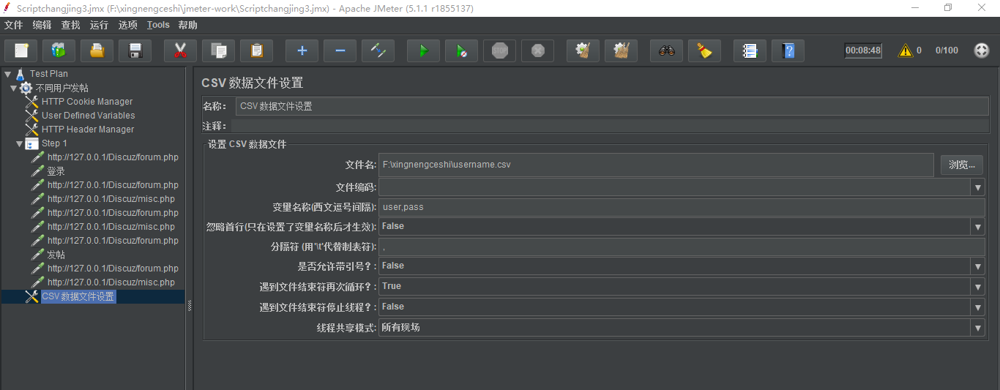 Scriptchangjing3.jmx (F:\xingnengceshi\jmeter-work\Scriptchangjing3.jmx) - Apache JMeter (5.1.1 r1855137)
文件 编辑 查找 运行 选项 Tools 帮助
STOP 00:08:48 0 0/100
Test Plan
不同用户发帖
HTTP Cookie Manager
User Defined Variables
HTTP Header Manager
Step 1
http://127.0.0.1/Discuz/forum.php
登录
http://127.0.0.1/Discuz/forum.php
http://127.0.0.1/Discuz/misc.php
http://127.0.0.1/Discuz/forum.php
http://127.0.0.1/Discuz/misc.php
http://127.0.0.1/Discuz/forum.php
发帖
http://127.0.0.1/Discuz/forum.php
http://127.0.0.1/Discuz/misc.php
CSV 数据文件设置
CSV 数据文件设置
名称: CSV 数据文件设置
注释:
设置 CSV 数据文件
文件名: F:\xingnengceshi\username.csv 浏览...
文件编码:
变量名称(西文逗号间隔): user,pass
忽略首行(只在设置了变量名称后才生效): False
分隔符 (用'\t'代替制表符): ,
是否允许带引号?: False
遇到文件结束符再次循环?: True
遇到文件结束符停止线程?: False
线程共享模式: 所有现场